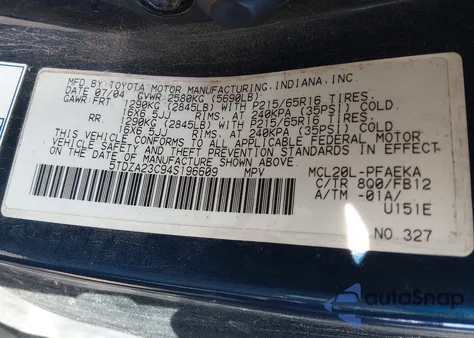 MFD BY TOYOTA MOTOR MANUFACTURING.INDIANA.INC.
DATE 07/04 GVWR 2580KG (5690LB)
GAWR FRT 1290KG (2845LB) WITH P215/65R16 TIRES.
16X6.5JJ RIMS. AT 240KPA (35PSI) COLD
RR 1290KG (2845LB) WITH P215/65R16 TIRES.
16X6.5JJ RIMS. AT 240KPA (35PSI) COLD
THIS VEHICLE CONFORMS TO ALL APPLICABLE FEDERAL MOTOR
VEHICLE SAFETY AND THEFT PREVENTION STANDARDS IN EFFECT
ON THE DATE OF MANUFACTURE SHOWN ABOVE.
5TDZA23C94S196609 MPV
MCL20L-PFAEKA
C/TR 8Q0/FB12
A/TM -01A/
U151E
NO.327
autoSnap